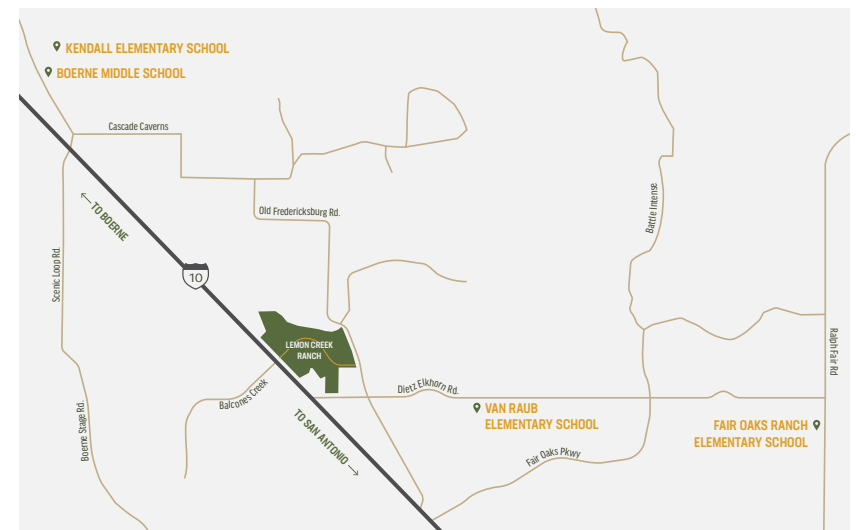 KENDALL ELEMENTARY SCHOOL
BOERNE MIDDLE SCHOOL
Cascade Caverns
TO BOERNE
Old Fredericksburg Rd.
Battle Intense
Scenic Loop Rd.
10
LEMON CREEK
RANCH
Ralph Fair Rd
Balcones Creek
Dietz Elkhorn Rd.
Boerne Stage Rd.
TO SAN ANTONIO
VAN RAUB
ELEMENTARY SCHOOL
FAIR OAKS RANCH
ELEMENTARY SCHOOL
Fair Oaks Pkwy